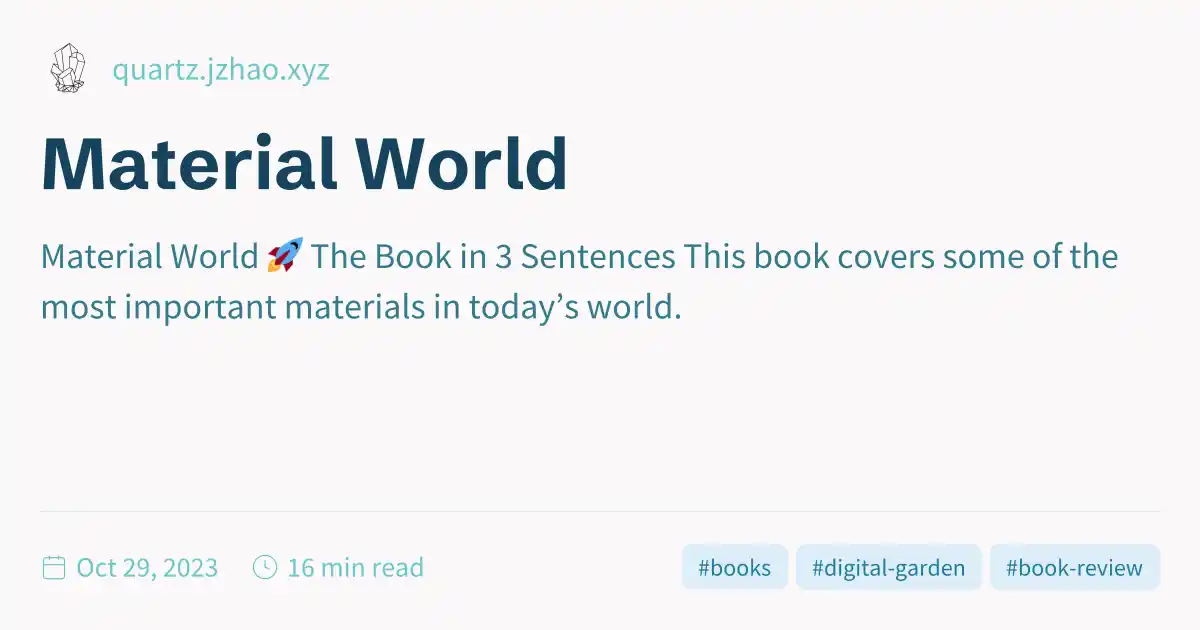 quartz.jzhao.xyz
Material World
Material World 🚀 The Book in 3 Sentences This book covers some of the
most important materials in today’s world.
Oct 29, 2023 16 min read #books #digital-garden #book-review